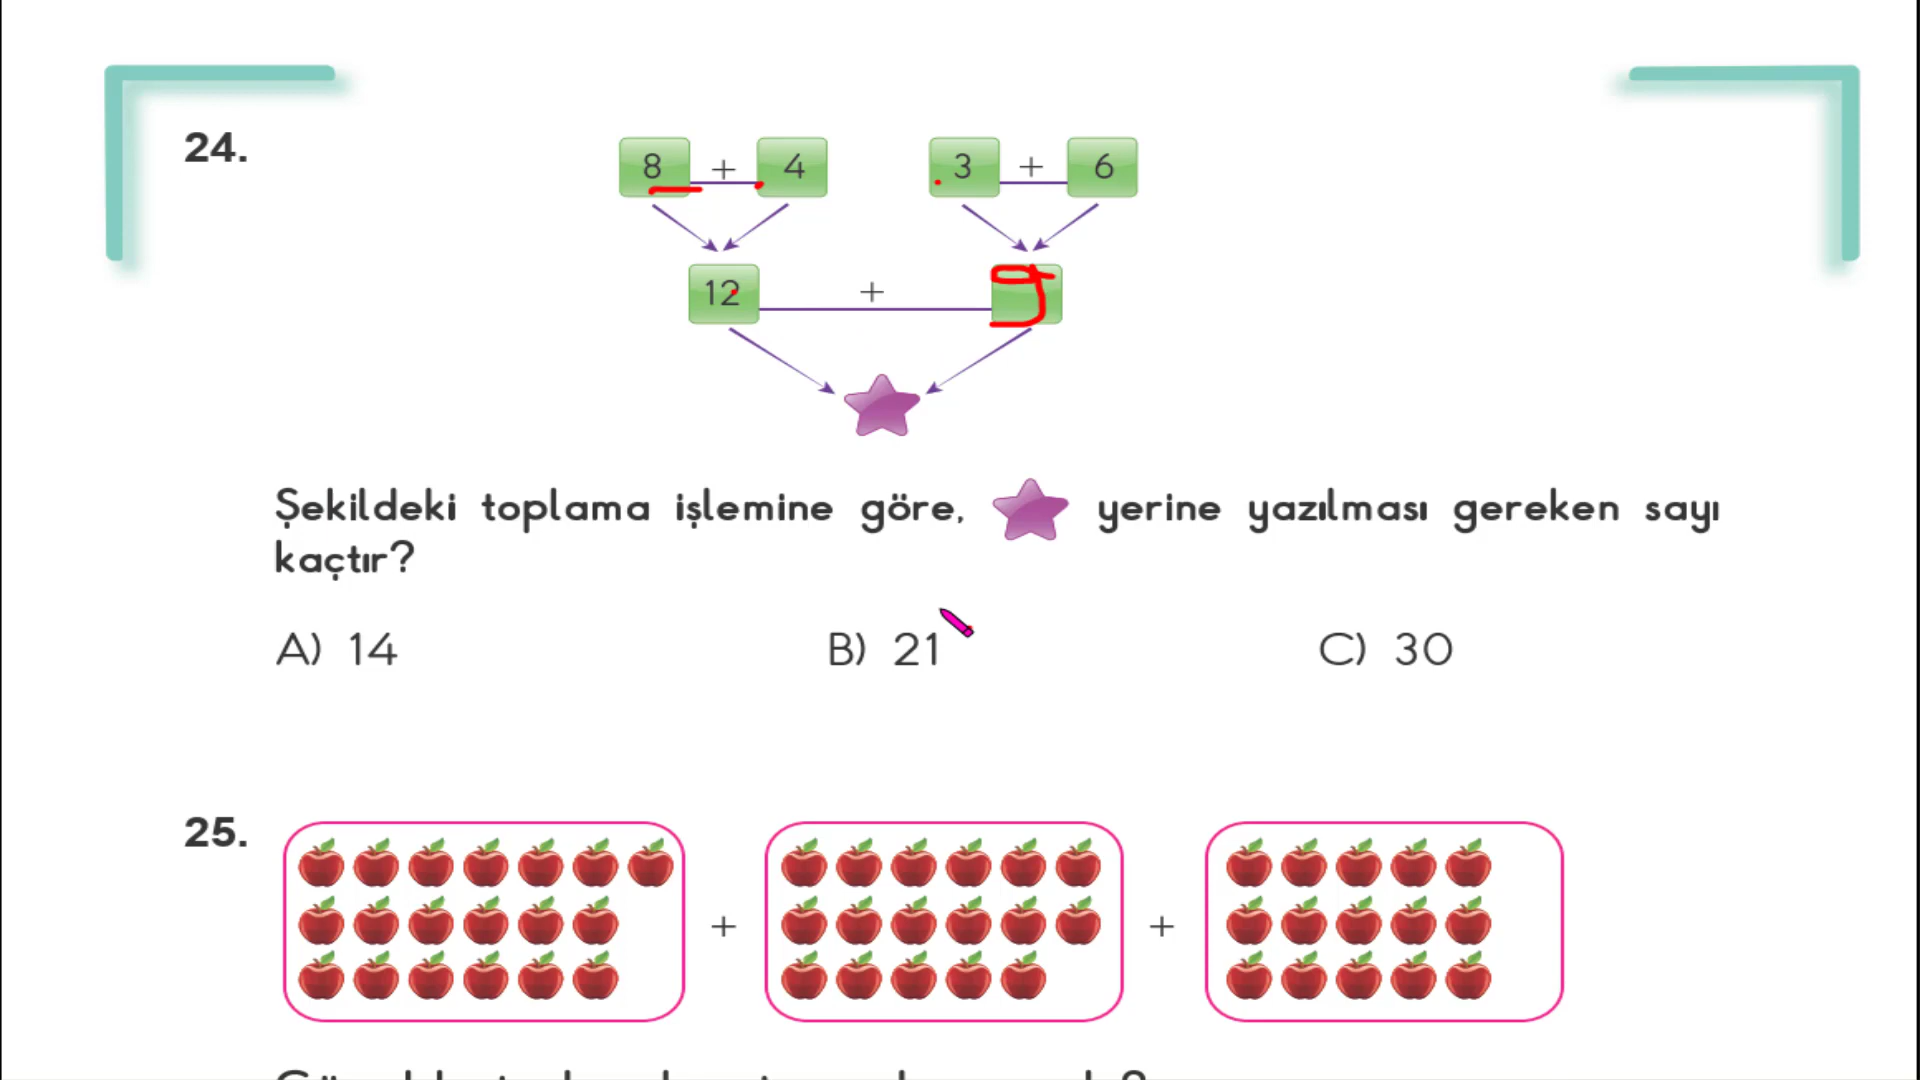 24.
8 + 4 3 + 6
12 + 9
Şekildeki toplama işlemine göre, yerine yazılması gereken sayı
kaçtır?
A) 14 B) 21 C) 30
25.
+ +